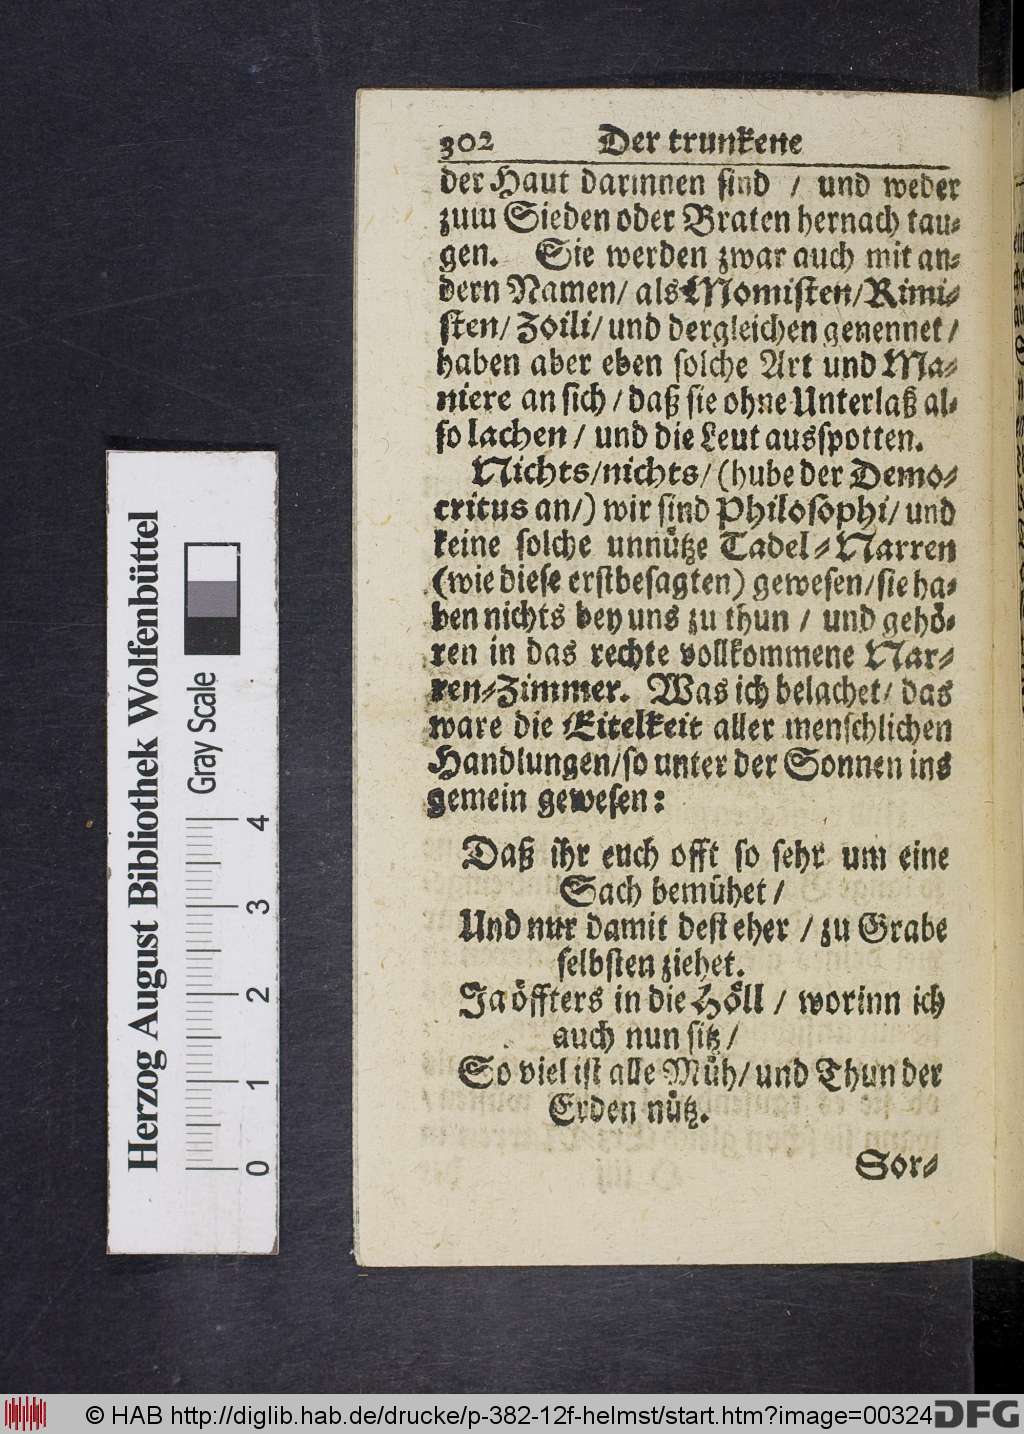 302 Der trunkene
der Haut darinnen sind / und weder
zum Sieden oder Braten hernach tau-
gen. Sie werden zwar auch mit an-
dern Namen/ als Momisten/ Rimi-
sten/ Zoili/ und dergleichen genennet/
haben aber eben solche Art und Ma-
niere an sich / daß sie ohne Unterlaß al-
so lachen / und die Leut ausspotten.
Nichts/nichts/ (hube der Demo-
critus an/) wir sind Philosophi/ und
keine solche unnütze Tadel-Narren
(wie diese erstbesagten) gewesen/sie ha-
ben nichts bey uns zu thun / und gehö-
ren in das rechte vollkommene Nar-
ren-Zimmer. Was ich belachet/ das
ware die Eitelkeit aller menschlichen
Handlungen/so unter der Sonnen ins
gemein gewesen:
Daß ihr euch offt so sehr um eine
Sach bemühet/
Und nur damit dest eher / zu Grabe
selbsten ziehet.
Ja öffters in die Höll / worinn ich
auch nun sitz/
So viel ist alle Müh/ und Thun der
Erden nütz.
Sor-
Herzog August Bibliothek Wolfenbüttel
Gray Scale
0 1 2 3 4
© HAB http://diglib.hab.de/drucke/p-382-12f-helmst/start.htm?image=00324
DFG